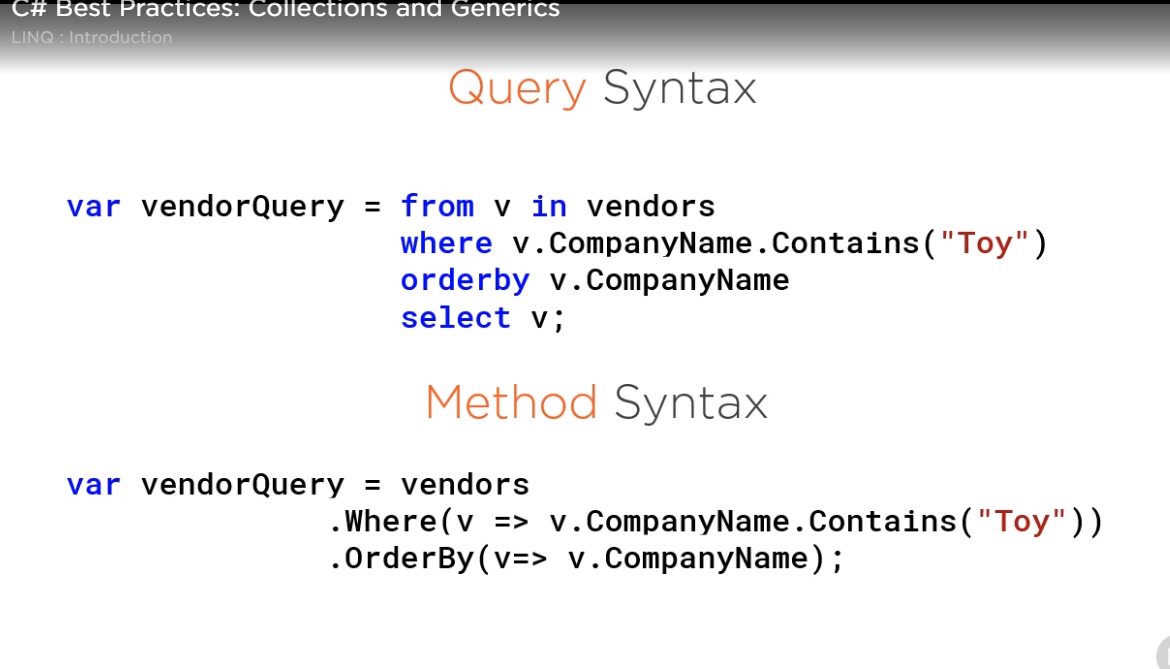 C# Best Practices: Collections and Generics
LINQ : Introduction
Query Syntax
var vendorQuery = from v in vendors
where v.CompanyName.Contains("Toy")
orderby v.CompanyName
select v;
Method Syntax
var vendorQuery = vendors
.Where(v => v.CompanyName.Contains("Toy"))
.OrderBy(v=> v.CompanyName);